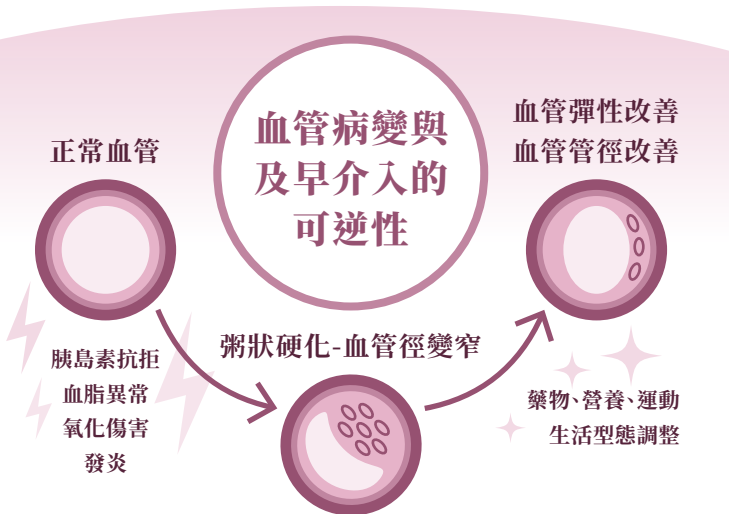 血管病變與
及早介入的
可逆性
正常血管
胰島素抗拒
血脂異常
氧化傷害
發炎
粥狀硬化-血管徑變窄
血管彈性改善
血管管徑改善
藥物、營養、運動
生活型態調整